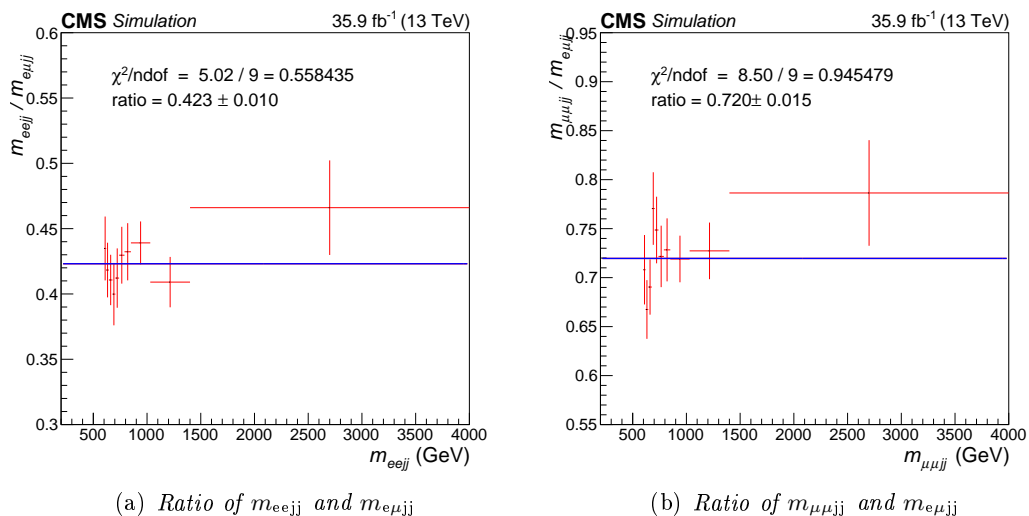 CMS Simulation 35.9 fb⁻¹ (13 TeV)
m_eejj / m_eμjj
0.6
0.55
0.5
0.45
0.4
0.35
0.3
χ²/ndof = 5.02 / 9 = 0.558435
ratio = 0.423 ± 0.010
500 1000 1500 2000 2500 3000 3500 4000
m_eejj (GeV)
(a) Ratio of m_eejj and m_eμjj
CMS Simulation 35.9 fb⁻¹ (13 TeV)
m_μμjj / m_eμjj
0.95
0.9
0.85
0.8
0.75
0.7
0.65
0.6
0.55
χ²/ndof = 8.50 / 9 = 0.945479
ratio = 0.720± 0.015
500 1000 1500 2000 2500 3000 3500 4000
m_μμjj (GeV)
(b) Ratio of m_μμjj and m_eμjj